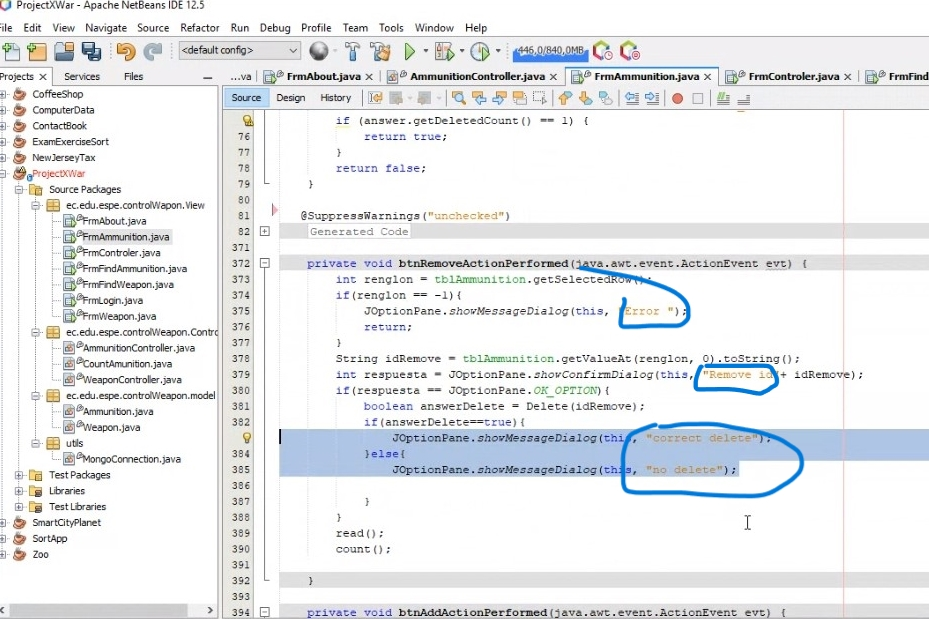 ProjectXWar - Apache NetBeans IDE 12.5
File Edit View Navigate Source Refactor Run Debug Profile Team Tools Window Help
<default config> 446,0/840,0MB
Projects × Services Files
...va FrmAbout.java × AmmunitionController.java × FrmAmmunition.java × FrmControler.java × FrmFind
Source Design History
CoffeeShop
ComputerData
ContactBook
ExamExerciseSort
NewJerseyTax
ProjectXWar
Source Packages
ec.edu.espe.controlWapon.View
FrmAbout.java
FrmAmmunition.java
FrmControler.java
FrmFindAmmunition.java
FrmFindWeapon.java
FrmLogin.java
FrmWeapon.java
ec.edu.espe.controlWapon.Contro
AmmunitionController.java
CountAmunition.java
WeaponController.java
ec.edu.espe.controlWapon.model
Ammunition.java
Weapon.java
utils
MongoConnection.java
Test Packages
Libraries
Test Libraries
SmartCityPlanet
SortApp
Zoo
if (answer.getDeletedCount() == 1) {
76 return true;
77 }
78 return false;
79 }
80
81 @SuppressWarnings("unchecked")
82 Generated Code
371
372 private void btnRemoveActionPerformed(java.awt.event.ActionEvent evt) {
373 int renglon = tblAmmunition.getSelectedRow();
374 if(renglon == -1){
375 JOptionPane.showMessageDialog(this, "Error ");
376 return;
377 }
378 String idRemove = tblAmmunition.getValueAt(renglon, 0).toString();
379 int respuesta = JOptionPane.showConfirmDialog(this, "Remove id"+ idRemove);
380 if(respuesta == JOptionPane.OK_OPTION){
381 boolean answerDelete = Delete(idRemove);
382 if(answerDelete==true){
JOptionPane.showMessageDialog(this, "correct delete");
384 }else{
385 JOptionPane.showMessageDialog(this, "no delete");
386
387 }
388 }
389 read();
390 count();
391
392 }
393
394 private void btnAddActionPerformed(java.awt.event.ActionEvent evt) {